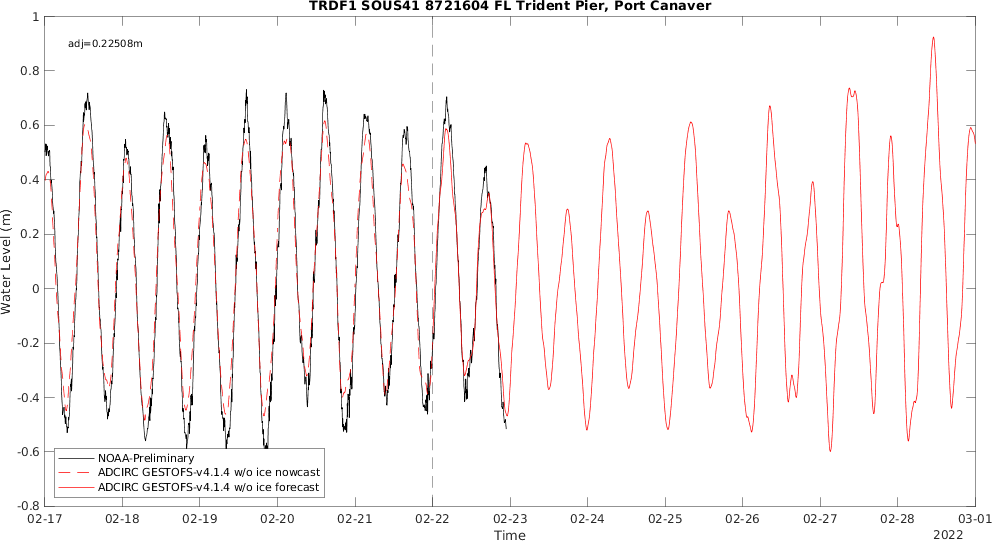 TRDF1 SOUS41 8721604 FL Trident Pier, Port Canaver
adj=0.22508m
1
0.8
0.6
0.4
0.2
0
-0.2
-0.4
-0.6
-0.8
Water Level (m)
NOAA-Preliminary
ADCIRC GESTOFS-v4.1.4 w/o ice nowcast
ADCIRC GESTOFS-v4.1.4 w/o ice forecast
02-17 02-18 02-19 02-20 02-21 02-22 02-23 02-24 02-25 02-26 02-27 02-28 03-01
Time
2022